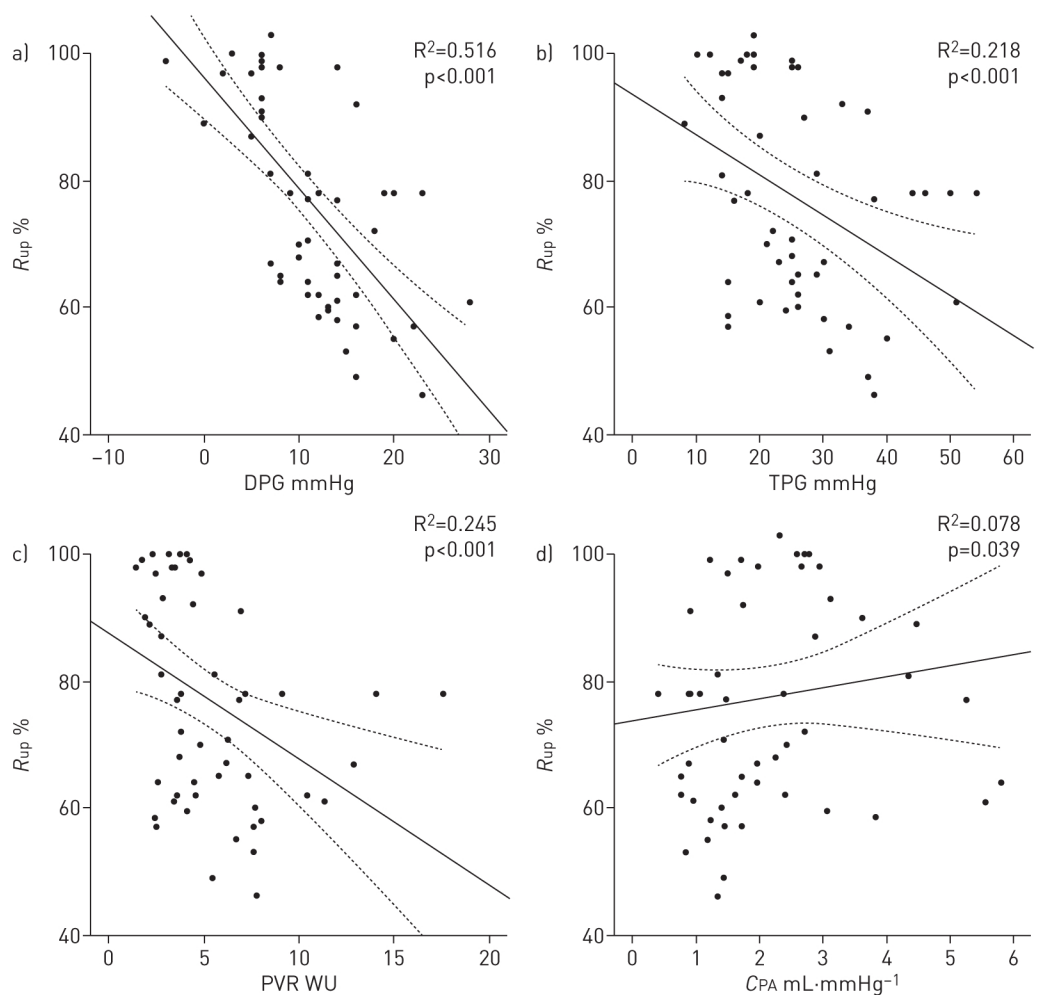 a)
R²=0.516
p<0.001
100
80
60
40
Rup %
–10 0 10 20 30
DPG mmHg
b)
R²=0.218
p<0.001
100
80
60
40
Rup %
0 10 20 30 40 50 60
TPG mmHg
c)
R²=0.245
p<0.001
100
80
60
40
Rup %
0 5 10 15 20
PVR WU
d)
R²=0.078
p=0.039
100
80
60
40
Rup %
0 1 2 3 4 5 6
CPA mL·mmHg⁻¹